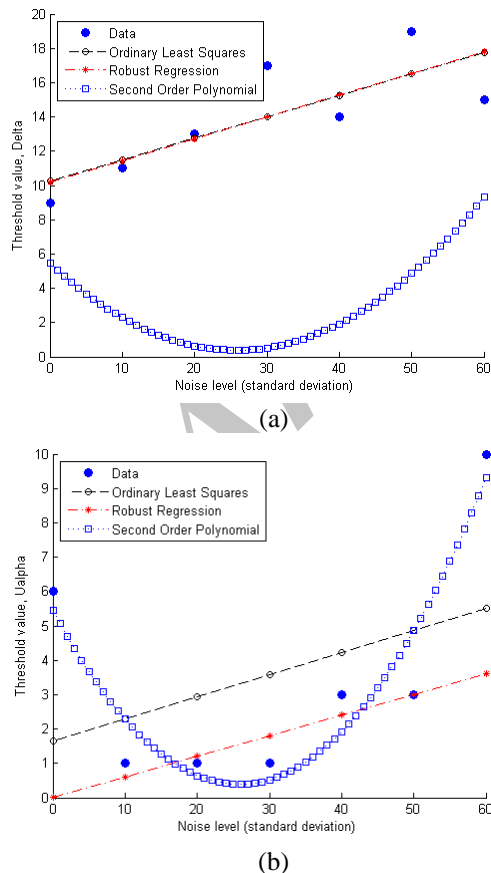 20
18
16
14
12
10
8
6
4
2
0
Threshold value, Delta
Data
Ordinary Least Squares
Robust Regression
Second Order Polynomial
0 10 20 30 40 50 60
Noise level (standard deviation)
(a)
10
9
8
7
6
5
4
3
2
1
0
Threshold value, Ualpha
Data
Ordinary Least Squares
Robust Regression
Second Order Polynomial
0 10 20 30 40 50 60
Noise level (standard deviation)
(b)